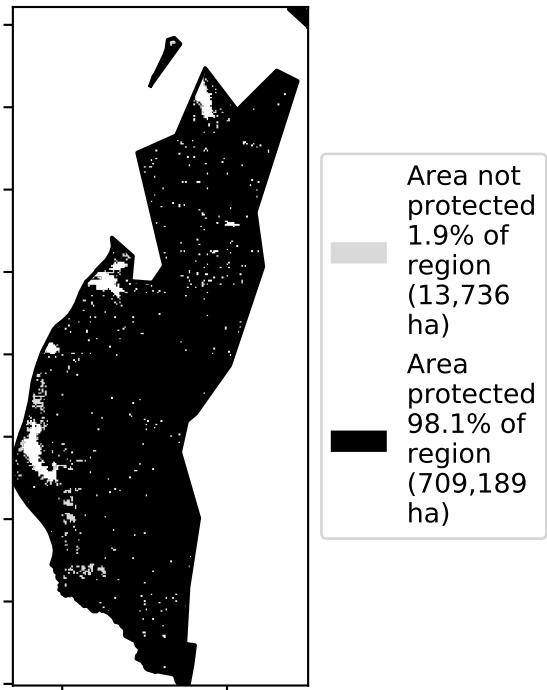 Area not
protected
1.9% of
region
(13,736
ha)
Area
protected
98.1% of
region
(709,189
ha)